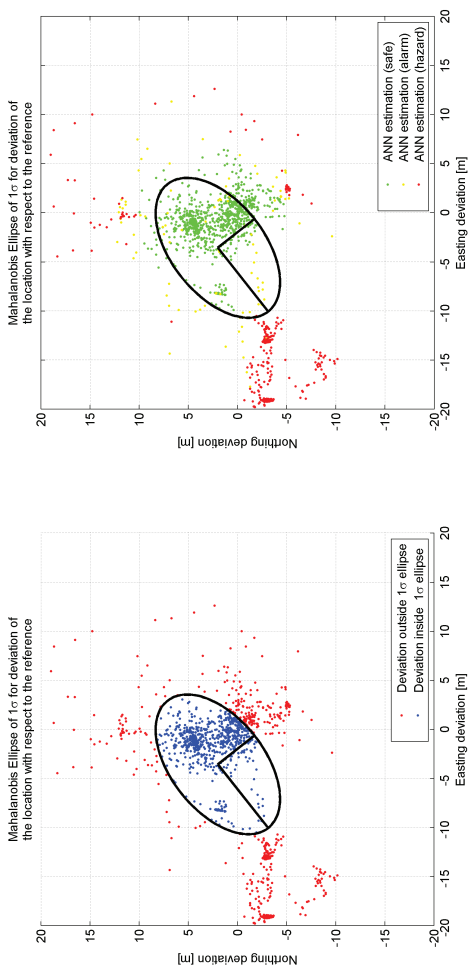 Mahalanobis Ellipse of 1σ for deviation of
the location with respect to the reference
20
15
10
5
0
-5
-10
-15
-20
Northing deviation [m]
-20
-15
-10
-5
0
5
10
15
20
Easting deviation [m]
Deviation outside 1σ ellipse
Deviation inside 1σ ellipse
Mahalanobis Ellipse of 1σ for deviation of
the location with respect to the reference
20
15
10
5
0
-5
-10
-15
-20
Northing deviation [m]
-20
-15
-10
-5
0
5
10
15
20
Easting deviation [m]
ANN estimation (safe)
ANN estimation (alarm)
ANN estimation (hazard)